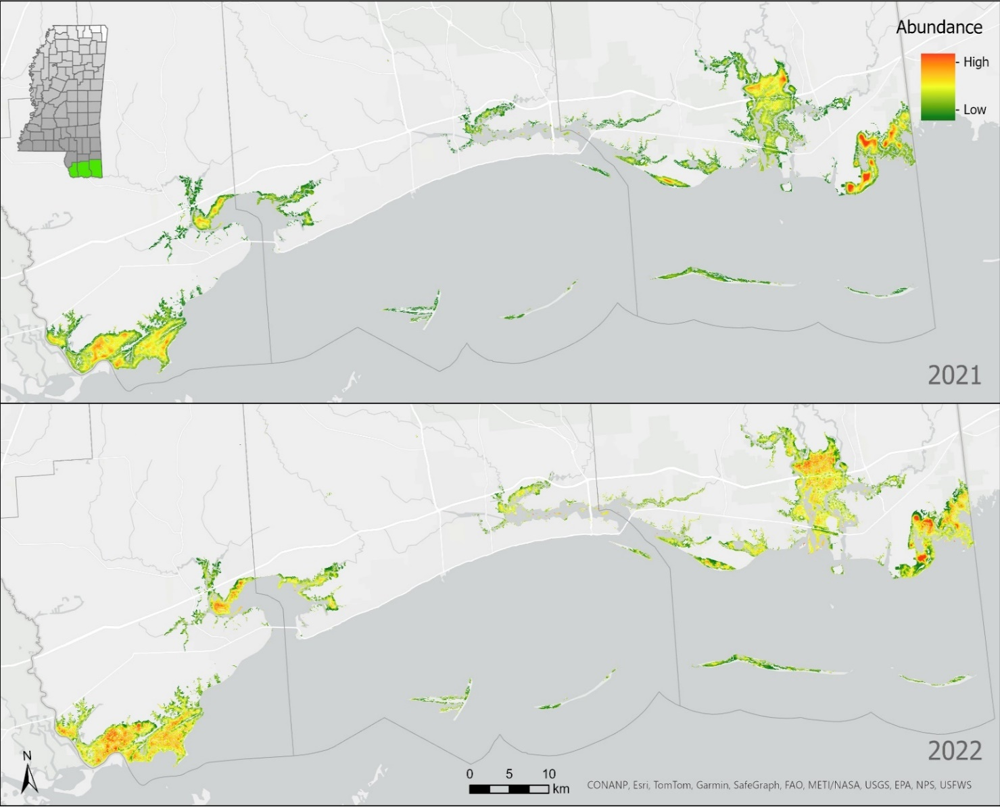 Abundance
High
Low
2021
2022
N
0 5 10
km
CONANP, Esri, TomTom, Garmin, SafeGraph, FAO, METI/NASA, USGS, EPA, NPS, USFWS